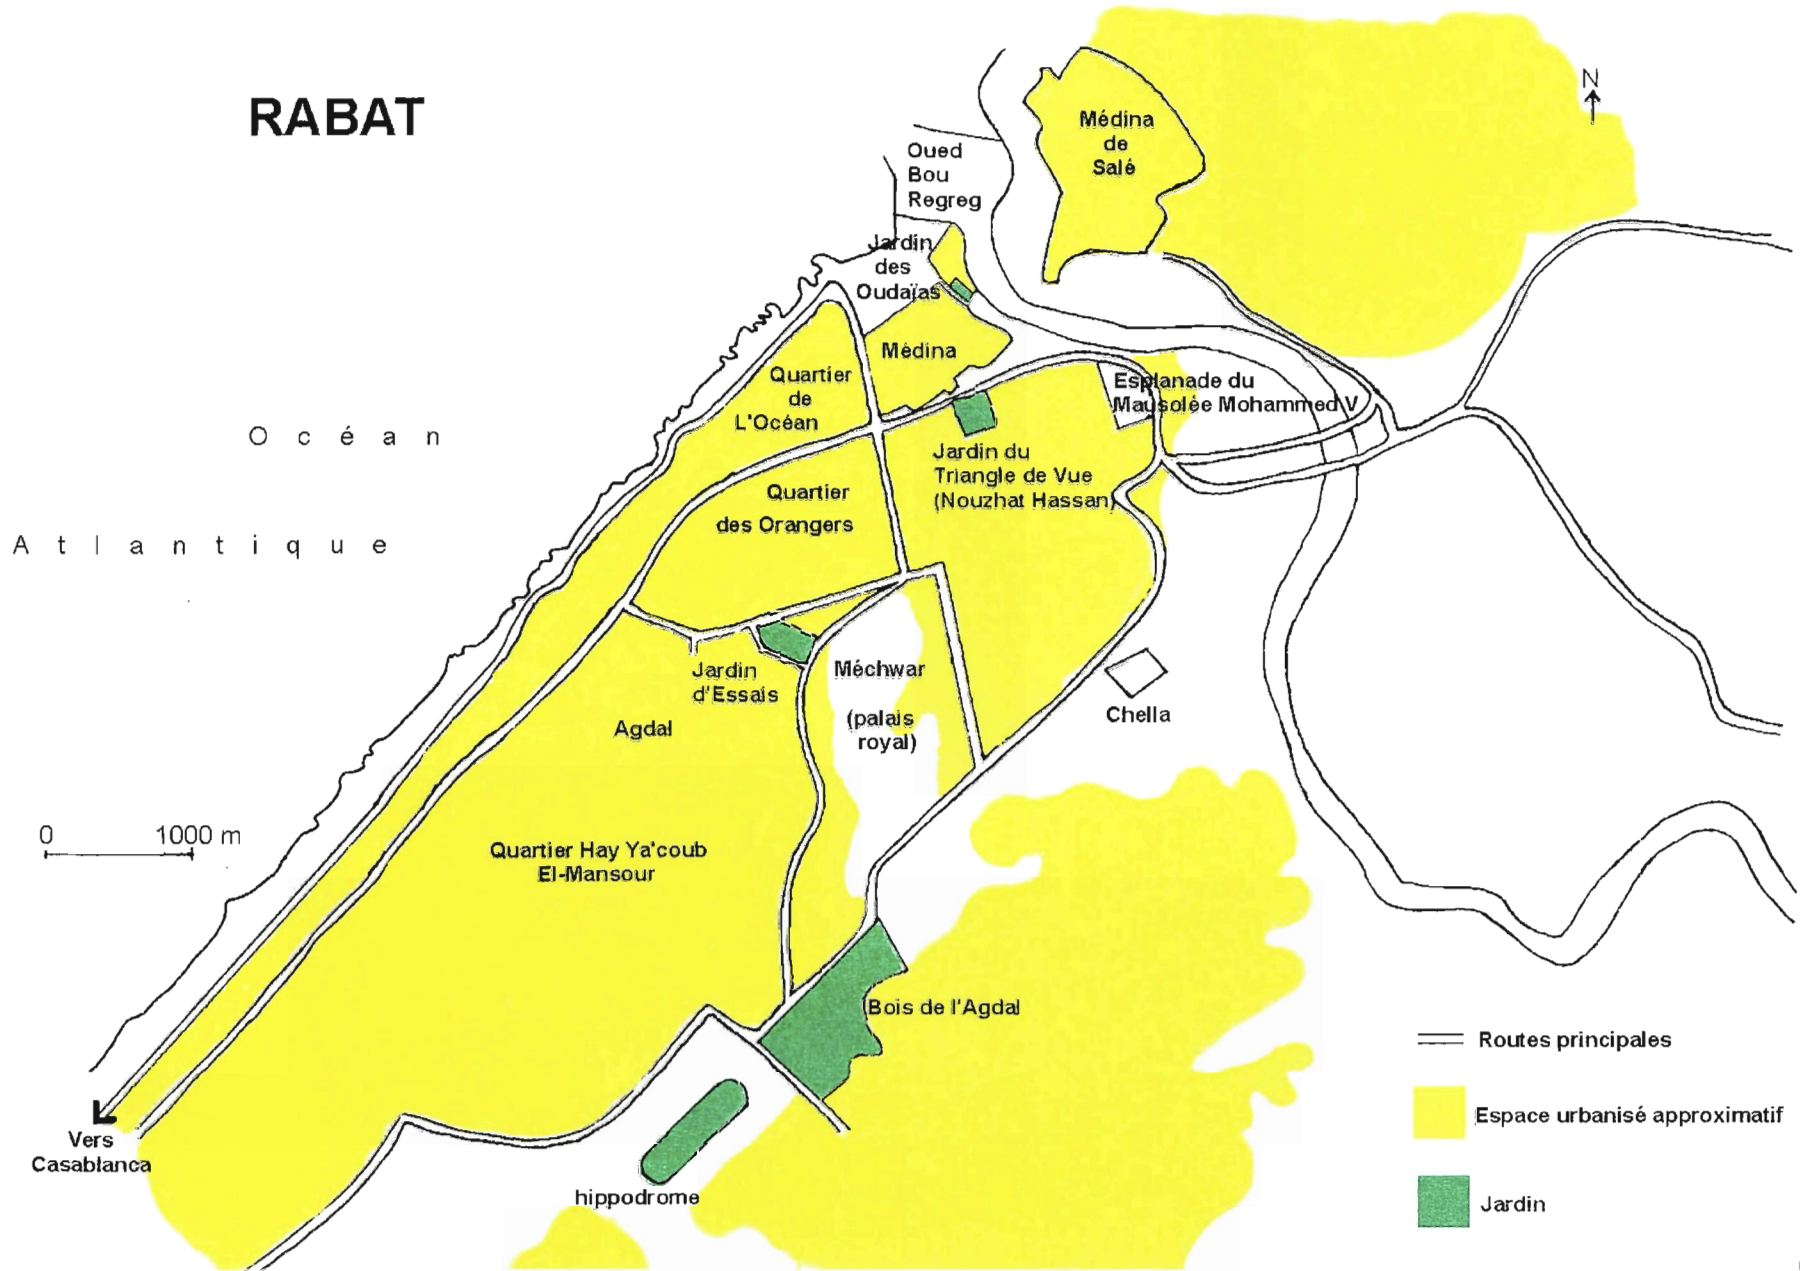 RABAT
N
Médina
de
Salé
Oued
Bou
Regreg
Jardin
des
Oudaïas
Médina
Quartier
de
L'Océan
Esplanade du
Mausolée Mohammed V
O c é a n
A t l a n t i q u e
Jardin du
Triangle de Vue
(Nouzhat Hassan)
Quartier
des Orangers
Jardin
d'Essais
Méchwar
(palais
royal)
Agdal
Chella
0 1000 m
Quartier Hay Ya'coub
El-Mansour
Bois de l'Agdal
Vers
Casablanca
hippodrome
Routes principales
Espace urbanisé approximatif
Jardin